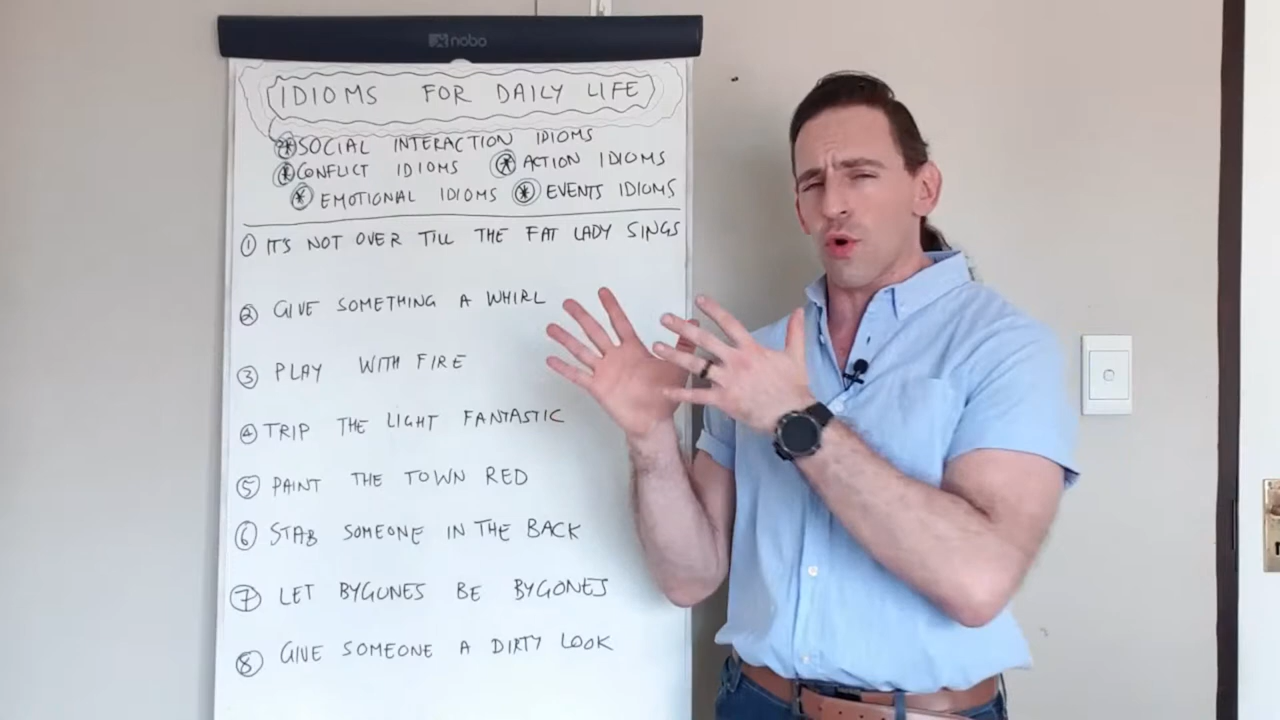 nobo
IDIOMS FOR DAILY LIFE
SOCIAL INTERACTION IDIOMS
CONFLICT IDIOMS ACTION IDIOMS
EMOTIONAL IDIOMS EVENTS IDIOMS
1 IT'S NOT OVER TILL THE FAT LADY SINGS
2 GIVE SOMETHING A WHIRL
3 PLAY WITH FIRE
4 TRIP THE LIGHT FANTASTIC
5 PAINT THE TOWN RED
6 STAB SOMEONE IN THE BACK
7 LET BYGONES BE BYGONES
8 GIVE SOMEONE A DIRTY LOOK